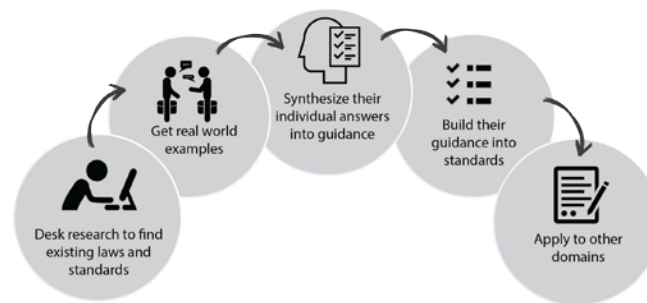 Desk research to find
existing laws and
standards
Get real world
examples
Synthesize their
individual answers
into guidance
Build their
guidance into
standards
Apply to other
domains